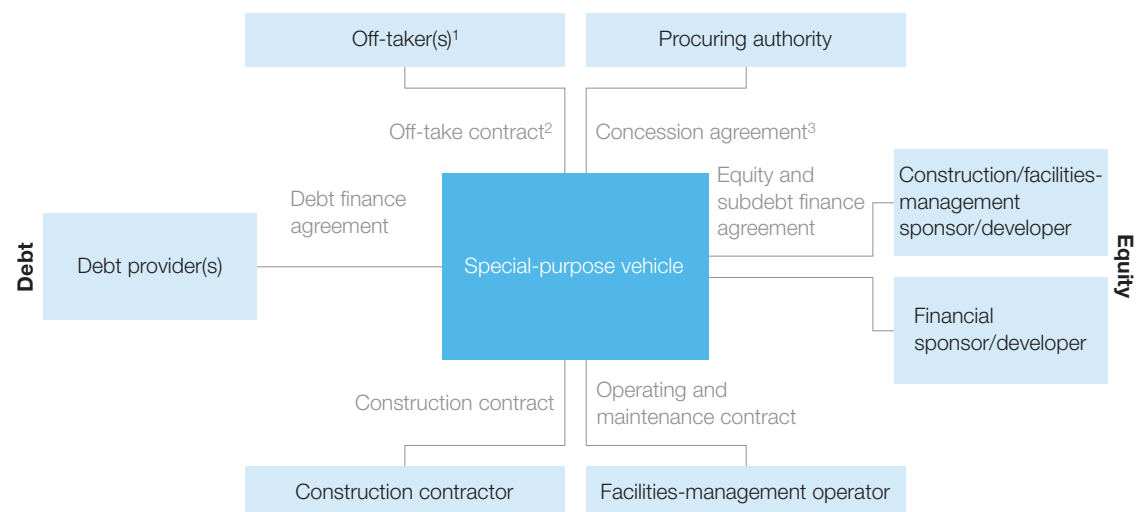 Off-taker(s)¹
Procuring authority
Off-take contract²
Concession agreement³
Debt finance
agreement
Equity and
subdebt finance
agreement
Construction/facilities-
management
sponsor/developer
Debt
Debt provider(s)
Special-purpose vehicle
Equity
Financial
sponsor/developer
Construction contract
Operating and
maintenance contract
Construction contractor
Facilities-management operator